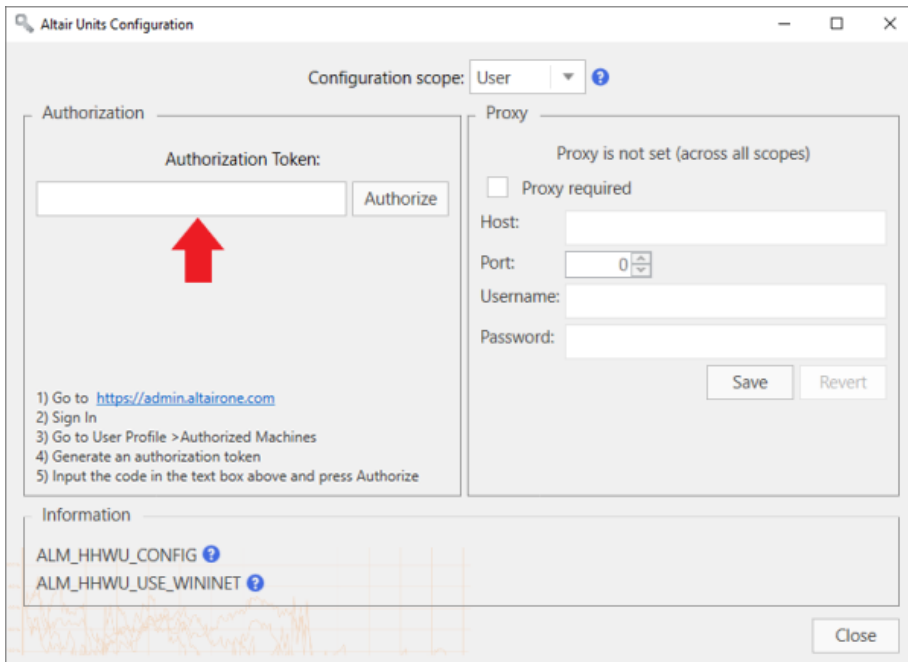 Altair Units Configuration
Configuration scope: User
Authorization
Authorization Token:
Authorize
1) Go to https://admin.altairone.com
2) Sign In
3) Go to User Profile >Authorized Machines
4) Generate an authorization token
5) Input the code in the text box above and press Authorize
Proxy
Proxy is not set (across all scopes)
Proxy required
Host:
Port: 0
Username:
Password:
Save Revert
Information
ALM_HHWU_CONFIG ?
ALM_HHWU_USE_WININET ?
Close